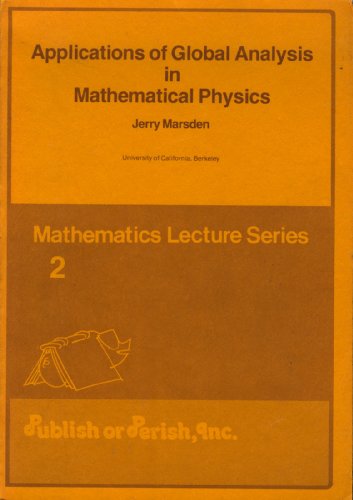 Applications of Global Analysis
in
Mathematical Physics
Jerry Marsden
University of California, Berkeley
Mathematics Lecture Series
2
Publish or Perish, Inc.